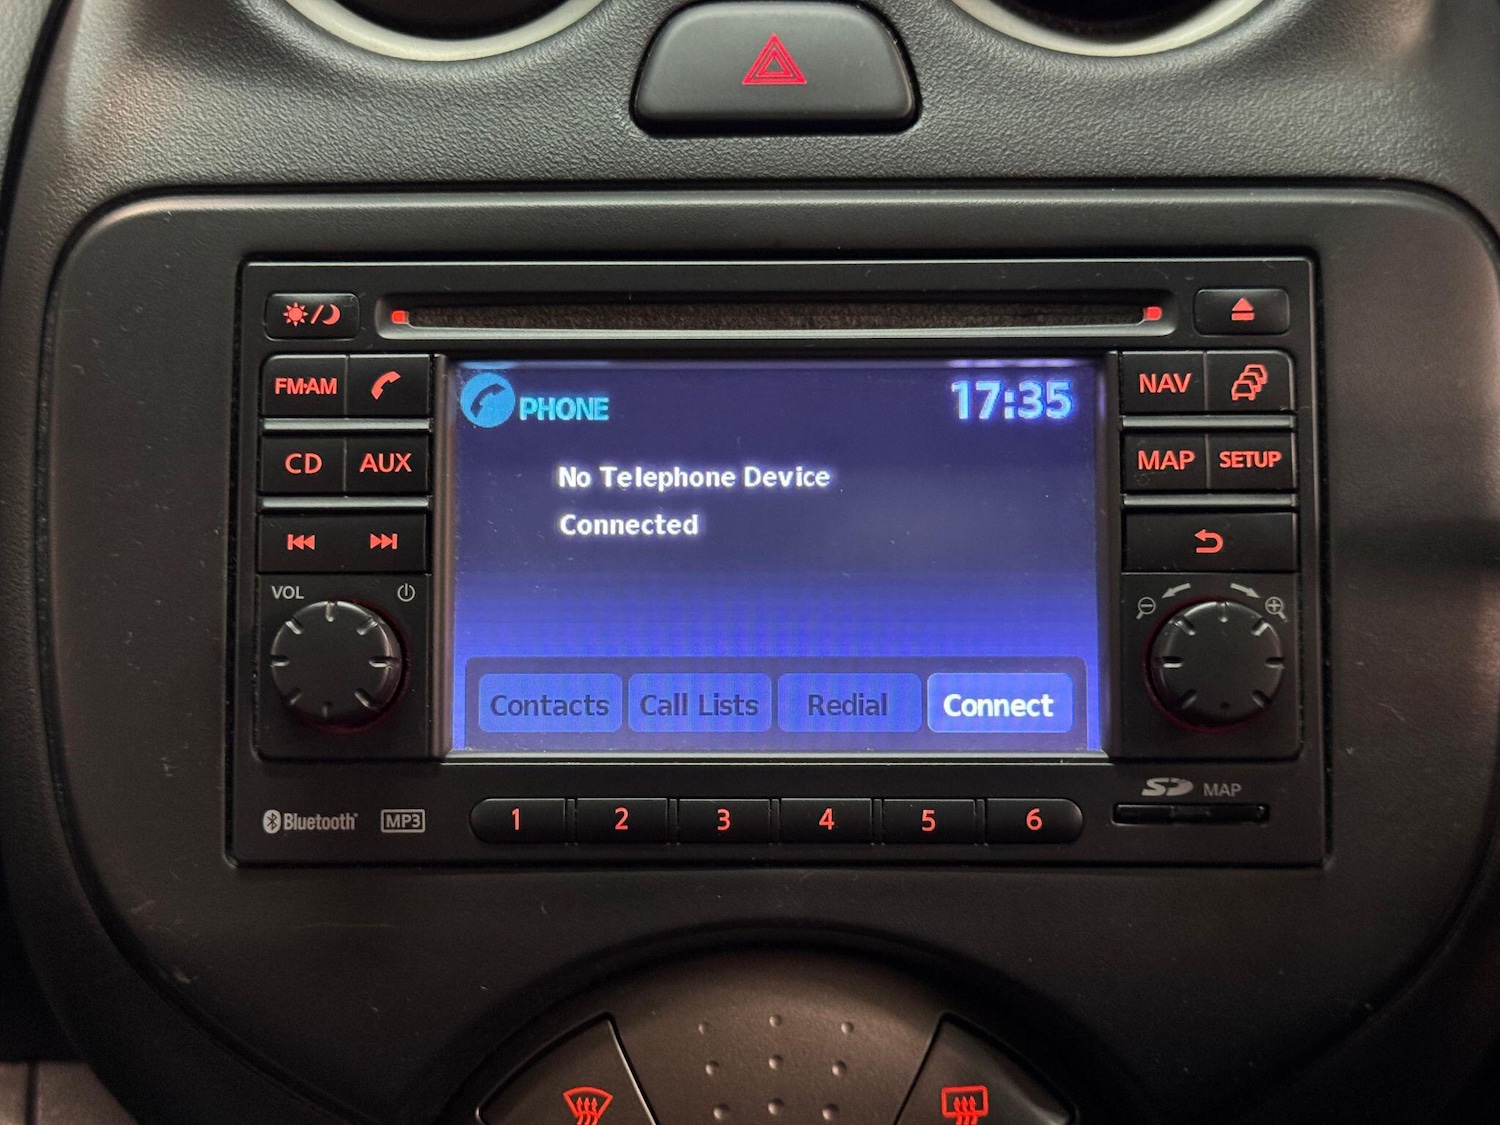 FM·AM
CD
AUX
VOL
PHONE
17:35
No Telephone Device
Connected
Contacts
Call Lists
Redial
Connect
NAV
MAP
SETUP
Bluetooth
MP3
1
2
3
4
5
6
SD MAP